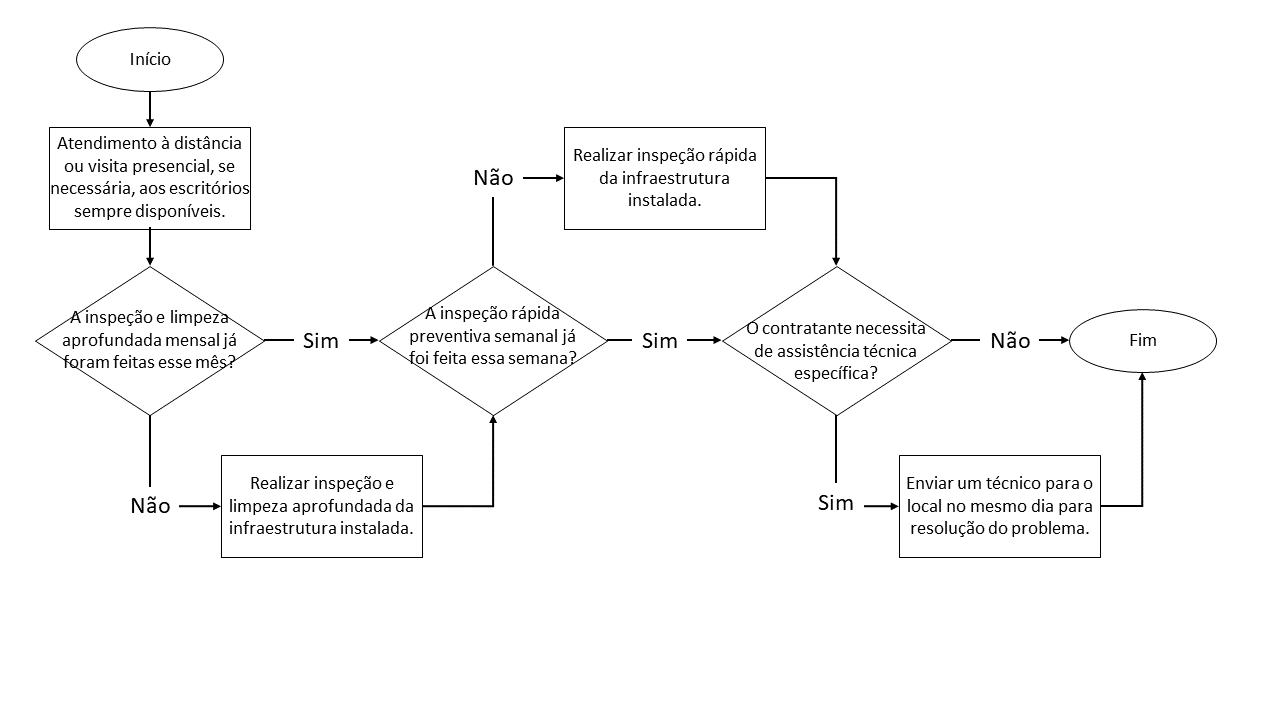 Início
Atendimento à distância
ou visita presencial, se
necessária, aos escritórios
sempre disponíveis.
A inspeção e limpeza
aprofundada mensal já
foram feitas esse mês?
Sim
Não
Realizar inspeção e
limpeza aprofundada da
infraestrutura instalada.
A inspeção rápida
preventiva semanal já
foi feita essa semana?
Não
Realizar inspeção rápida
da infraestrutura
instalada.
Sim
O contratante necessita
de assistência técnica
específica?
Não
Sim
Enviar um técnico para o
local no mesmo dia para
resolução do problema.
Fim